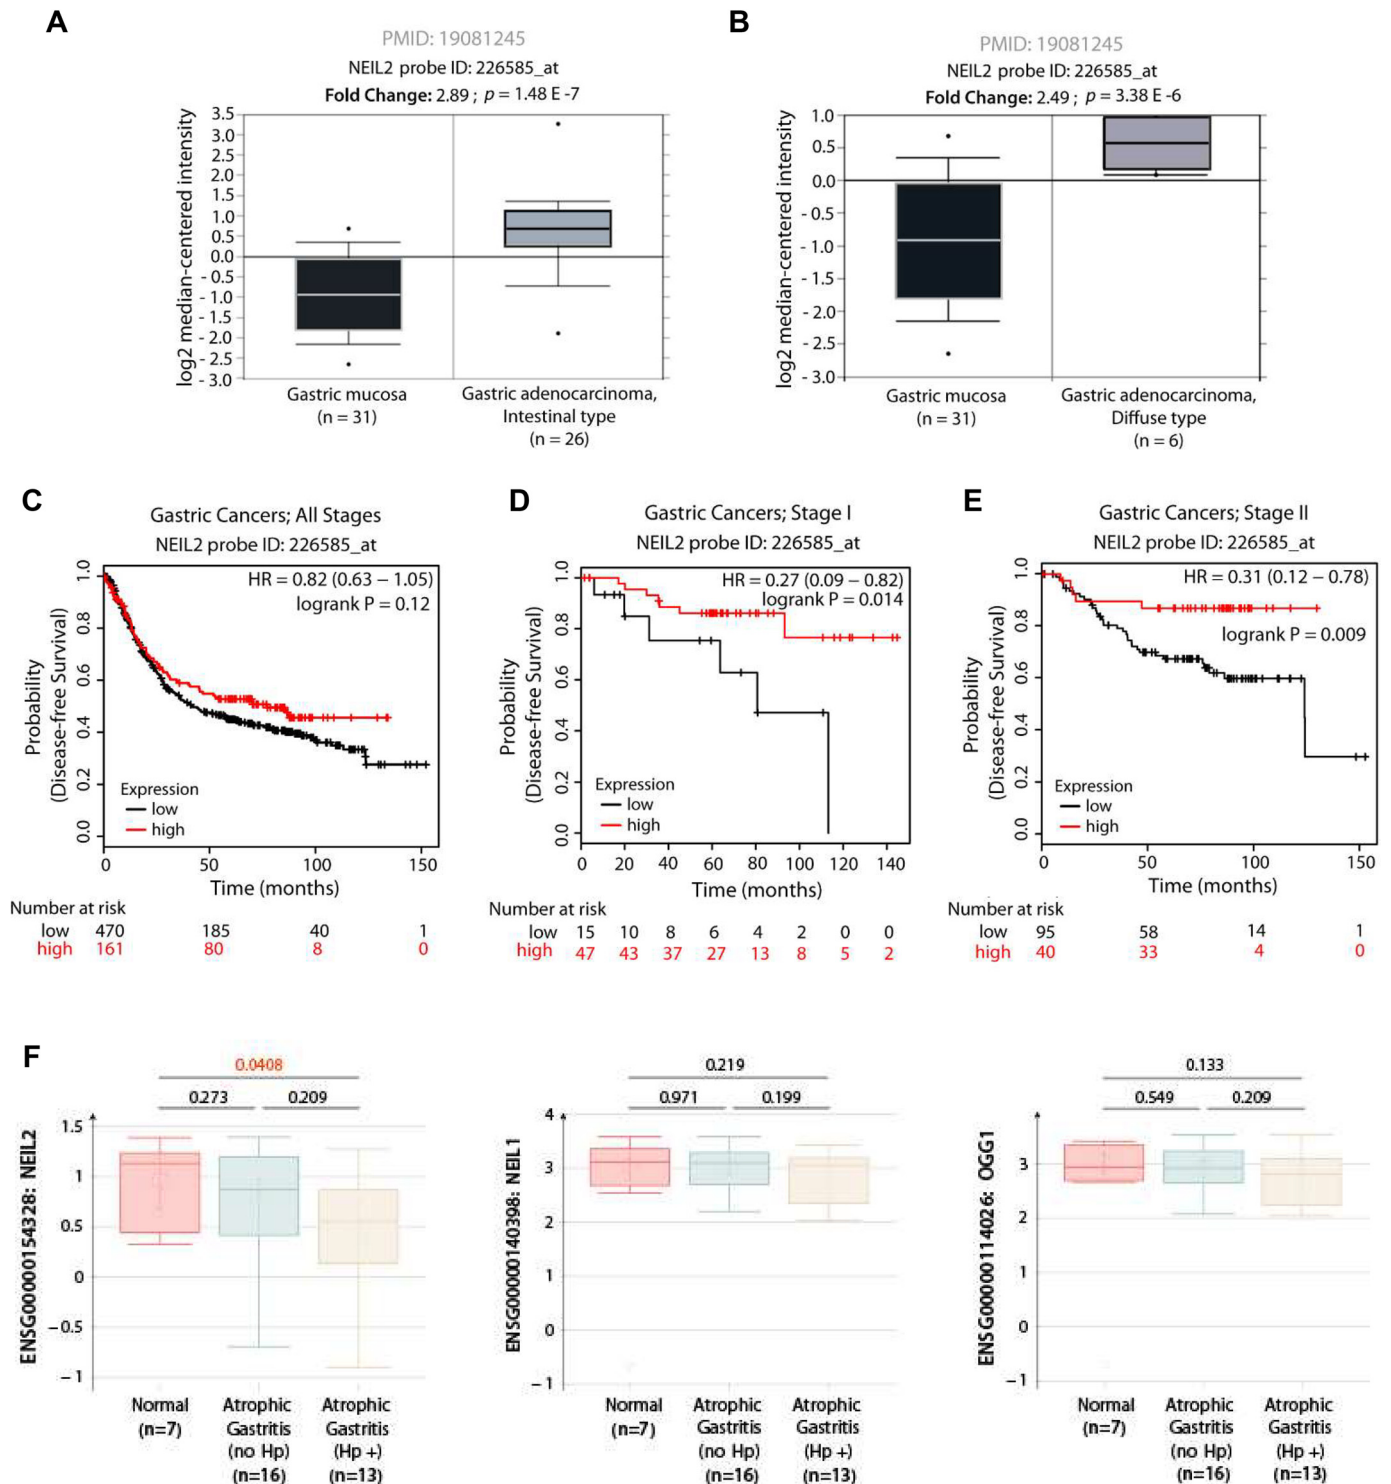 A
PMID: 19081245
NEIL2 probe ID: 226585_at
Fold Change: 2.89 ; p = 1.48 E -7
log2 median-centered intensity
3.5
3.0
2.5
2.0
1.5
1.0
0.5
0.0
- 0.5
- 1.0
- 1.5
- 2.0
- 2.5
- 3.0
Gastric mucosa
(n = 31)
Gastric adenocarcinoma,
Intestinal type
(n = 26)
B
PMID: 19081245
NEIL2 probe ID: 226585_at
Fold Change: 2.49 ; p = 3.38 E -6
log2 median-centered intensity
1.0
0.5
0.0
- 0.5
- 1.0
- 1.5
- 2.0
- 2.5
- 3.0
Gastric mucosa
(n = 31)
Gastric adenocarcinoma,
Diffuse type
(n = 6)
C
Gastric Cancers; All Stages
NEIL2 probe ID: 226585_at
HR = 0.82 (0.63 – 1.05)
logrank P = 0.12
Probability
(Disease-free Survival)
1.0
0.8
0.6
0.4
0.2
0.0
Expression
low
high
0 50 100 150
Time (months)
Number at risk
low 470 185 40 1
high 161 80 8 0
D
Gastric Cancers; Stage I
NEIL2 probe ID: 226585_at
HR = 0.27 (0.09 – 0.82)
logrank P = 0.014
Probability
(Disease-free Survival)
1.0
0.8
0.6
0.4
0.2
0.0
Expression
low
high
0 20 40 60 80 100 120 140
Time (months)
Number at risk
low 15 10 8 6 4 2 0 0
high 47 43 37 27 13 8 5 2
E
Gastric Cancers; Stage II
NEIL2 probe ID: 226585_at
HR = 0.31 (0.12 – 0.78)
logrank P = 0.009
Probability
(Disease-free Survival)
1.0
0.8
0.6
0.4
0.2
0.0
Expression
low
high
0 50 100 150
Time (months)
Number at risk
low 95 58 14 1
high 40 33 4 0
F
0.0408
0.273 0.209
ENSG00000154328: NEIL2
1.5
1
0.5
0
−0.5
−1
Normal
(n=7)
Atrophic
Gastritis
(no Hp)
(n=16)
Atrophic
Gastritis
(Hp +)
(n=13)
0.219
0.971 0.199
ENSG00000140398: NEIL1
4
3
2
1
0
−1
Normal
(n=7)
Atrophic
Gastritis
(no Hp)
(n=16)
Atrophic
Gastritis
(Hp +)
(n=13)
0.133
0.549 0.209
ENSG00000114026: OGG1
3
2
1
0
−1
Normal
(n=7)
Atrophic
Gastritis
(no Hp)
(n=16)
Atrophic
Gastritis
(Hp +)
(n=13)